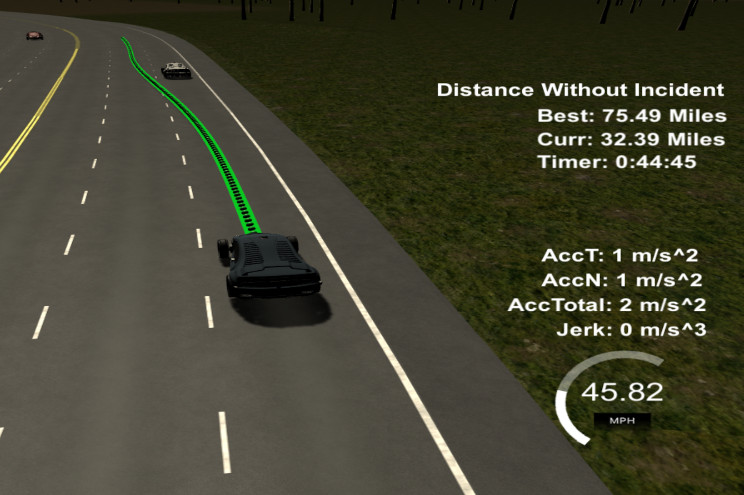 Distance Without Incident
Best: 75.49 Miles
Curr: 32.39 Miles
Timer: 0:44:45
AccT: 1 m/s^2
AccN: 1 m/s^2
AccTotal: 2 m/s^2
Jerk: 0 m/s^3
45.82
MPH